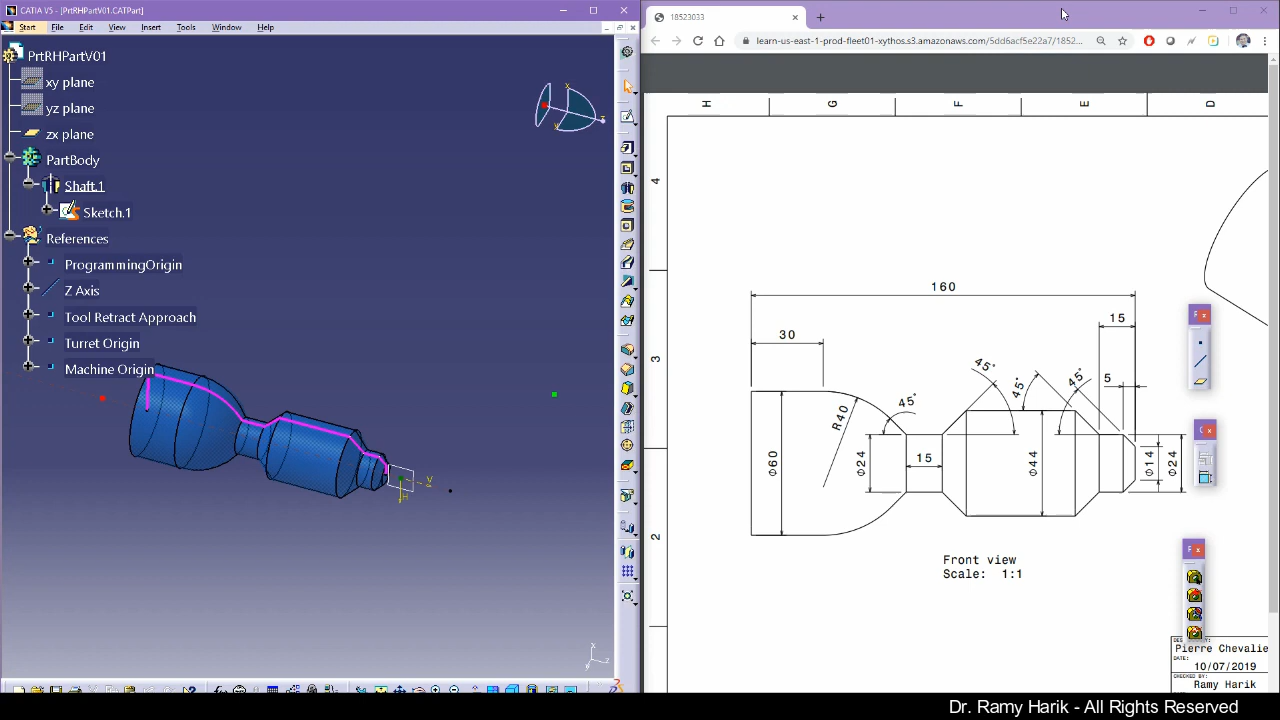 CATIA V5 - [PrtRHPartV01.CATPart]
Start File Edit View Insert Tools Window Help
PrtRHPartV01
xy plane
yz plane
zx plane
PartBody
Shaft.1
Sketch.1
References
ProgrammingOrigin
Z Axis
Tool Retract Approach
Turret Origin
Machine Origin
V
H
x
y
z
x
y
z
18523033
learn-us-east-1-prod-fleet01-xythos.s3.amazonaws.com/5dd6acf5e22a7/1852...
H G F E D
4
3
2
160
30
15
5
45°
45°
45°
45°
R40
Ø60
Ø24
15
Ø44
Ø14
Ø24
Front view
Scale: 1:1
Pierre Chevalie
DATE:
10/07/2019
CHECKED BY:
Ramy Harik
Dr. Ramy Harik - All Rights Reserved